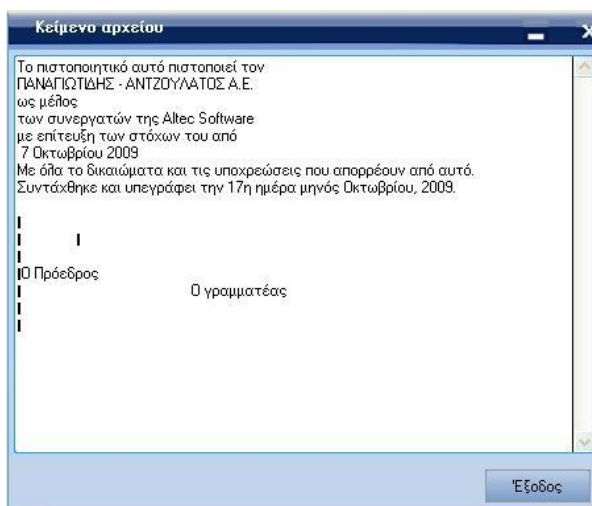 Κείμενο αρχείου
Το πιστοποιητικό αυτό πιστοποιεί τον
ΠΑΝΑΓΙΩΤΙΔΗΣ - ΑΝΤΖΟΥΛΑΤΟΣ Α.Ε.
ως μέλος
των συνεργατών της Altec Software
με επίτευξη των στόχων του από
7 Οκτωβρίου 2009
Με όλα το δικαιώματα και τις υποχρεώσεις που απορρέουν από αυτό.
Συντάχθηκε και υπεγράφει την 17η ημέρα μηνός Οκτωβρίου, 2009.
Ο Πρόεδρος
Ο γραμματέας
Έξοδος